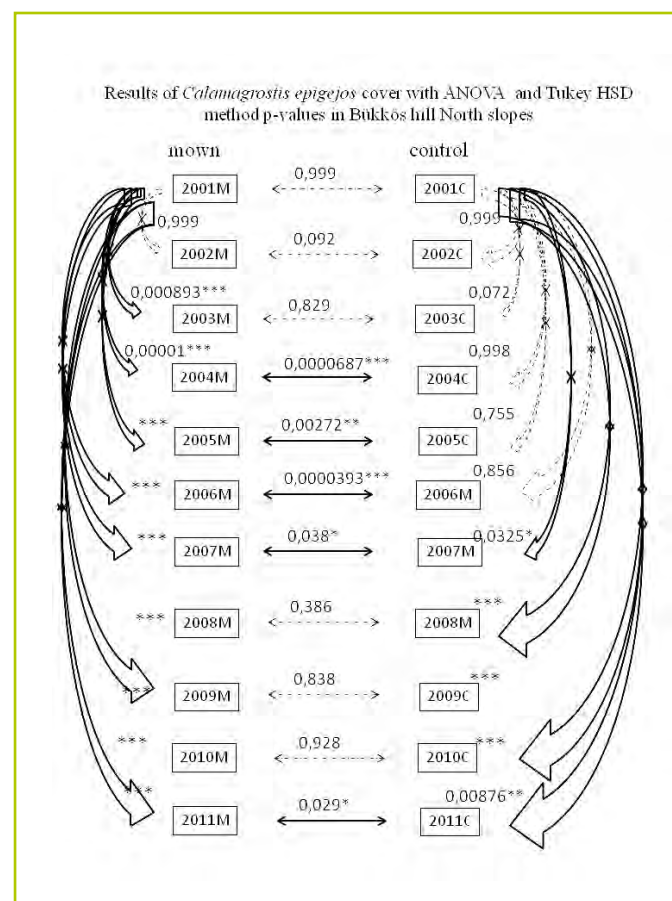 Results of Calamagrostis epigejos cover with ANOVA and Tukey HSD
method p-values in Bükkös hill North slopes
mown control
2001M 0,999 2001C
0,999 0,999
2002M 0,092 2002C
0,000893*** 0,072
2003M 0,829 2003C
0,00001*** 0,998
2004M 0,0000687*** 2004C
0,755
*** 2005M 0,00272** 2005C
0,856
*** 2006M 0,0000393*** 2006M
0,0325*
*** 2007M 0,038* 2007M
***
*** 2008M 0,386 2008M
***
*** 2009M 0,838 2009C
*** 2010M 0,928 2010C ***
*** 0,00876**
2011M 0,029* 2011C